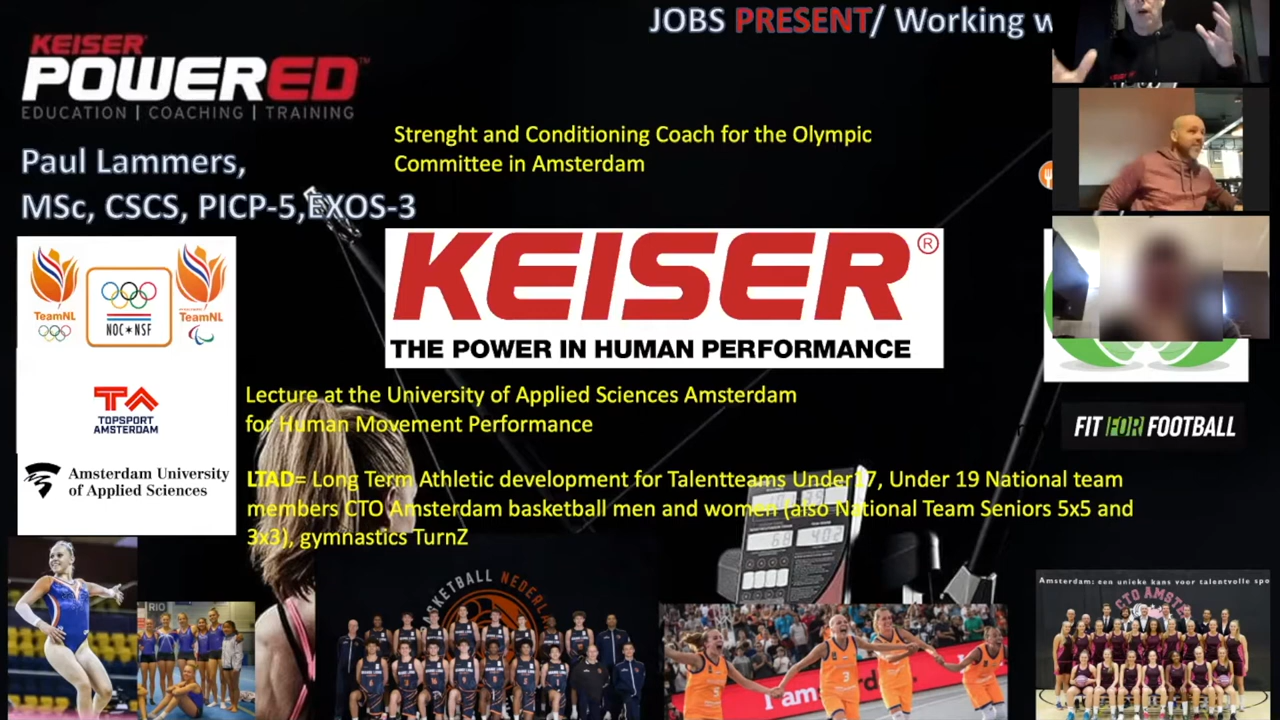 JOBS PRESENT/ Working w
KEISER
POWERED™
EDUCATION | COACHING | TRAINING
Strenght and Conditioning Coach for the Olympic
Committee in Amsterdam
Paul Lammers,
MSc, CSCS, PICP-5,EXOS-3
TeamNL
NOC*NSF
TeamNL
KEISER®
THE POWER IN HUMAN PERFORMANCE
TA
TOPSPORT
AMSTERDAM
Lecture at the University of Applied Sciences Amsterdam
for Human Movement Performance
FIT FOR FOOTBALL
Amsterdam University
of Applied Sciences
LTAD= Long Term Athletic development for Talentteams Under17, Under 19 National team
members CTO Amsterdam basketball men and women (also National Team Seniors 5x5 and
3x3), gymnastics TurnZ
RIO
BASKETBALL NEDERLAN
I am
Amsterdam: een unieke kans voor talentvolle spo
CTO AMSTE